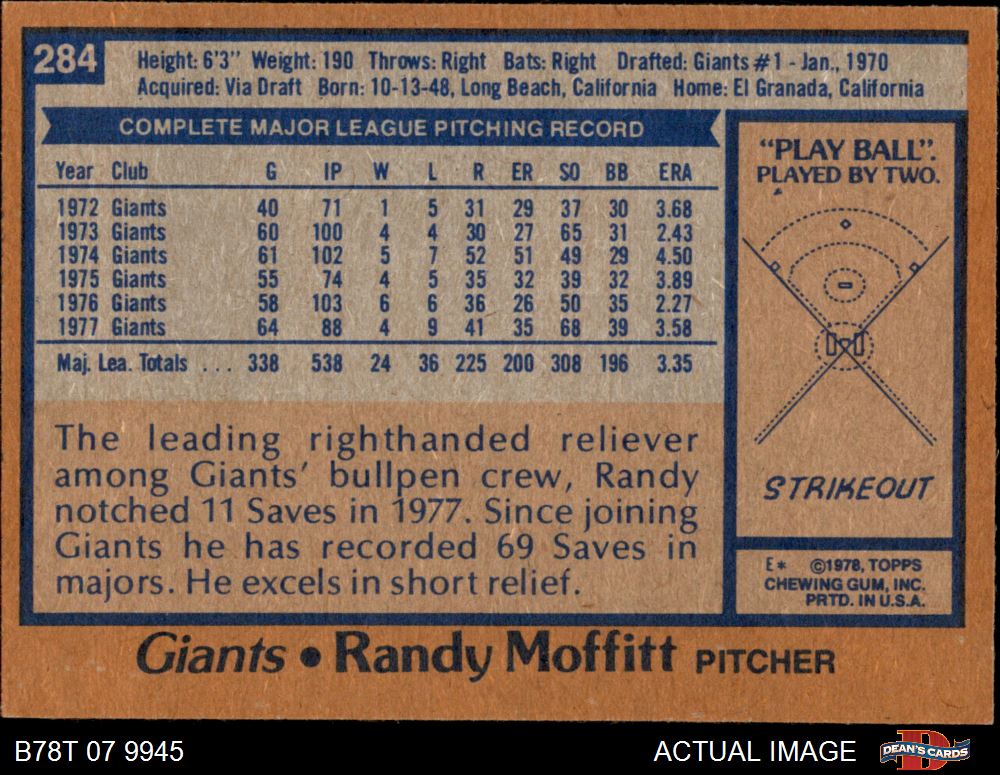 284
Height: 6'3" Weight: 190 Throws: Right Bats: Right Drafted: Giants #1 - Jan., 1970
Acquired: Via Draft Born: 10-13-48, Long Beach, California Home: El Granada, California
COMPLETE MAJOR LEAGUE PITCHING RECORD
Year Club G IP W L R ER SO BB ERA
1972 Giants 40 71 1 5 31 29 37 30 3.68
1973 Giants 60 100 4 4 30 27 65 31 2.43
1974 Giants 61 102 5 7 52 51 49 29 4.50
1975 Giants 55 74 4 5 35 32 39 32 3.89
1976 Giants 58 103 6 6 36 26 50 35 2.27
1977 Giants 64 88 4 9 41 35 68 39 3.58
Maj. Lea. Totals ... 338 538 24 36 225 200 308 196 3.35
The leading righthanded reliever
among Giants' bullpen crew, Randy
notched 11 Saves in 1977. Since joining
Giants he has recorded 69 Saves in
majors. He excels in short relief.
"PLAY BALL".
PLAYED BY TWO.
STRIKEOUT
E* ©1978, TOPPS
CHEWING GUM, INC.
PRTD. IN U.S.A.
Giants • Randy Moffitt PITCHER
B78T 07 9945 ACTUAL IMAGE
D
DEAN'S CARDS